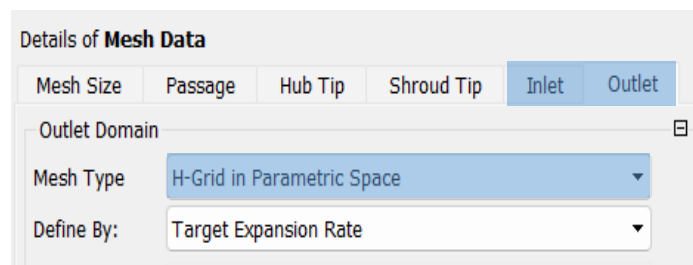 Details of Mesh Data
Mesh Size Passage Hub Tip Shroud Tip Inlet Outlet
Outlet Domain
Mesh Type H-Grid in Parametric Space
Define By: Target Expansion Rate